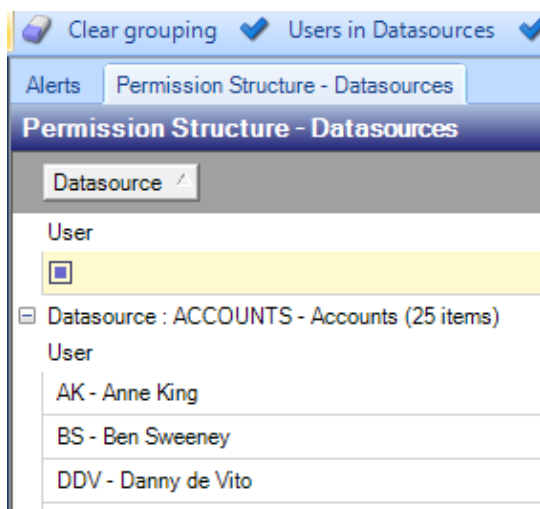 Clear grouping Users in Datasources
Alerts Permission Structure - Datasources
Permission Structure - Datasources
Datasource
User
Datasource : ACCOUNTS - Accounts (25 items)
User
AK - Anne King
BS - Ben Sweeney
DDV - Danny de Vito